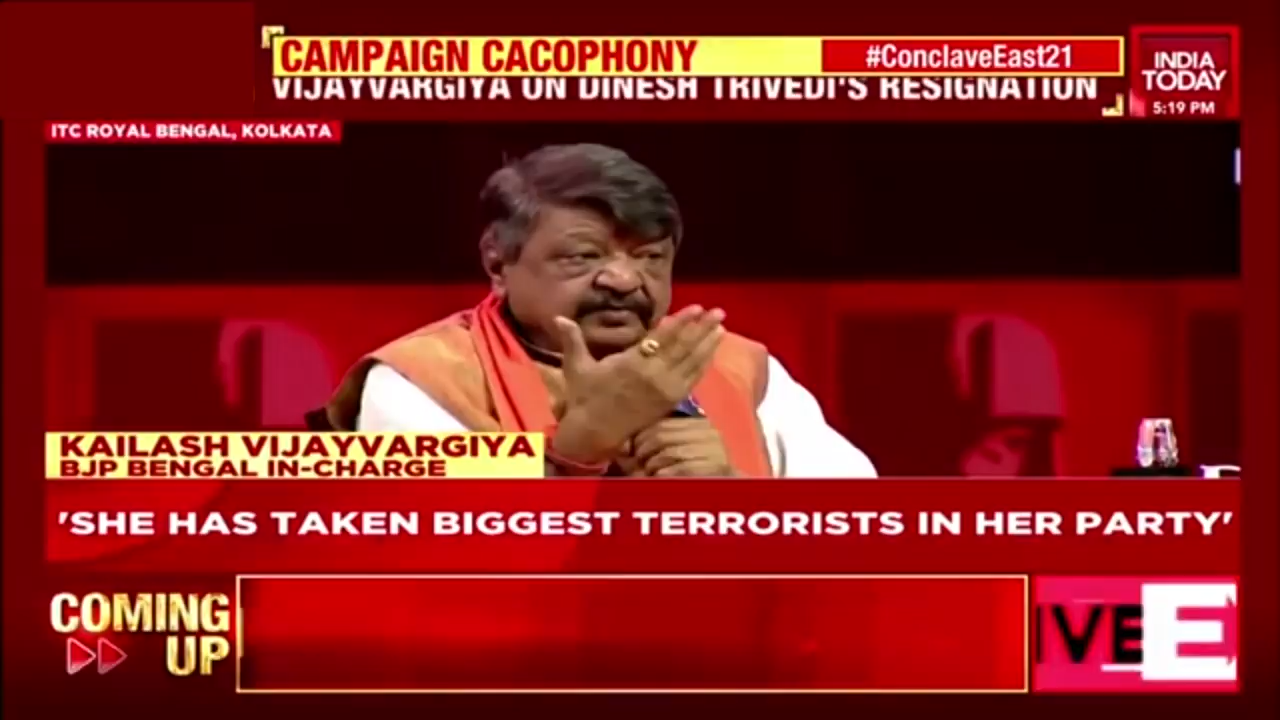 CAMPAIGN CACOPHONY
#ConclaveEast21
VIJAYVARGIYA ON DINESH TRIVEDI'S RESIGNATION
INDIA
TODAY
5:19 PM
ITC ROYAL BENGAL, KOLKATA
KAILASH VIJAYVARGIYA
BJP BENGAL IN-CHARGE
'SHE HAS TAKEN BIGGEST TERRORISTS IN HER PARTY'
COMING
UP